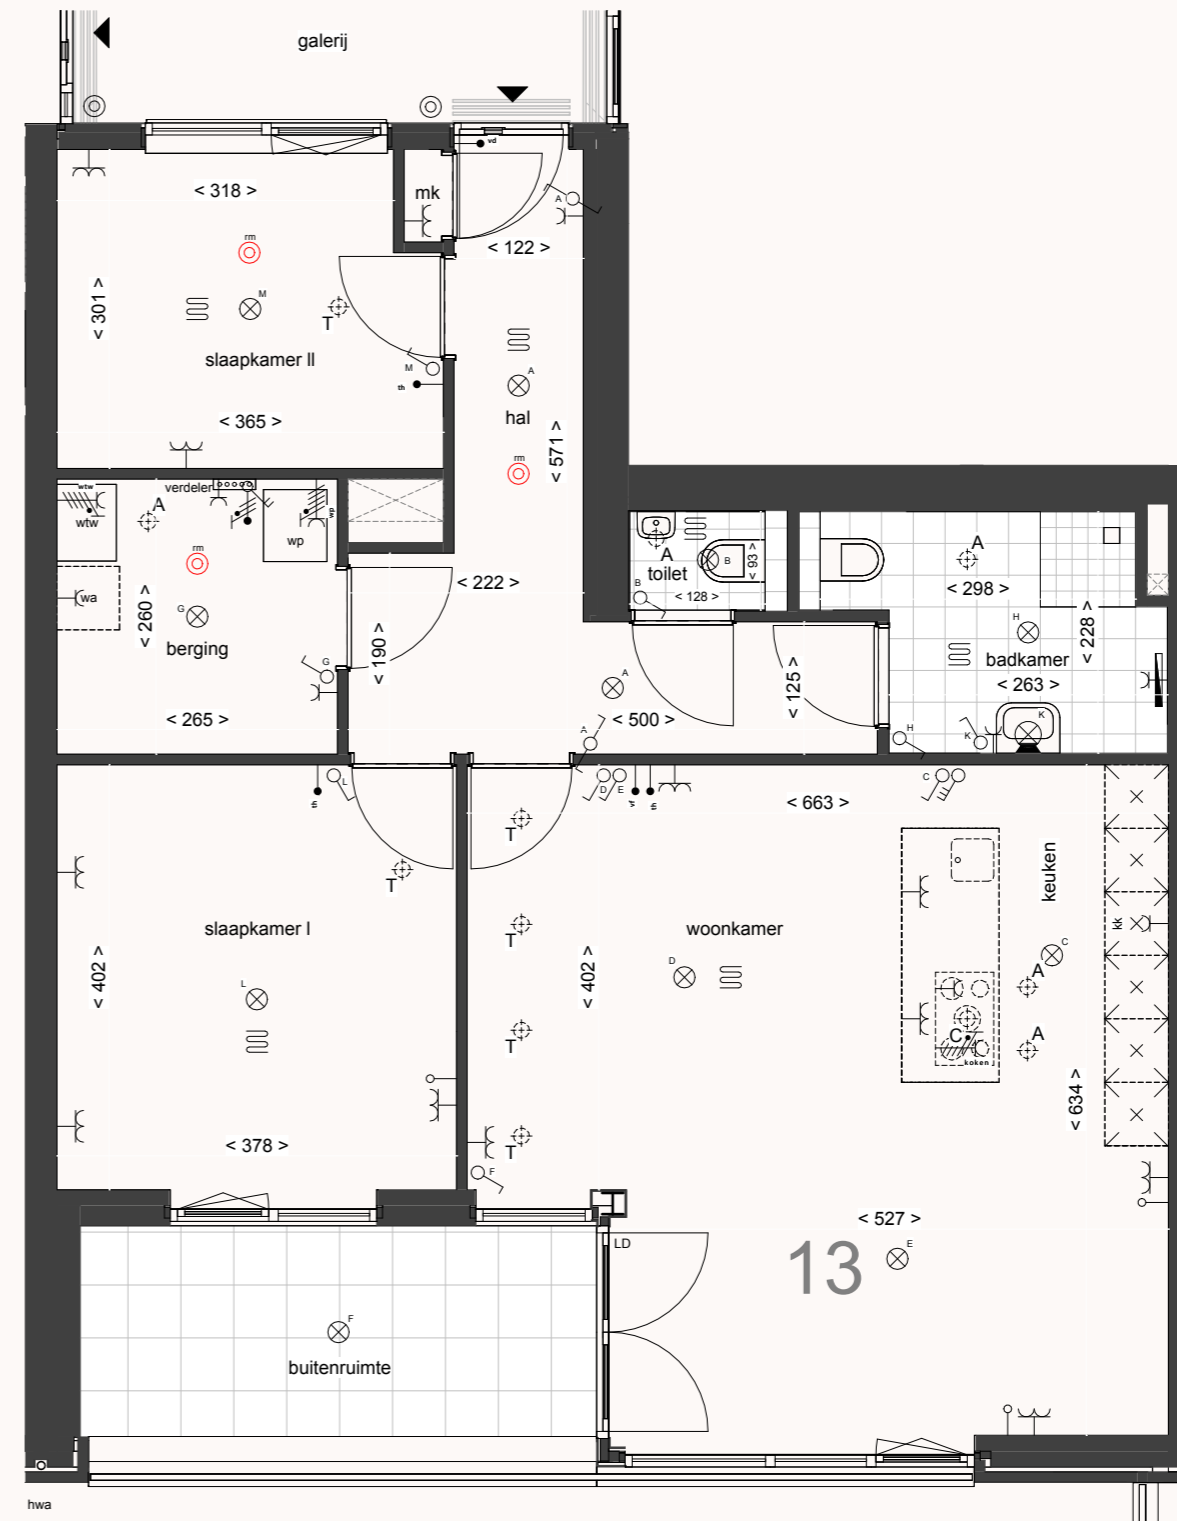 galerij
vd
mk
A
< 318 >
< 122 >
rm
M
A
< 301 >
T
slaapkamer II
M
th
hal
< 365 >
< 571 >
rm
wtw
wtw
A
verdeler
wp
wp
rm
wa
G
< 260 >
berging
G
< 265 >
< 222 >
< 190 >
A
toilet
B
B
< 93 >
< 128 >
A
< 298 >
H
badkamer
< 228 >
< 263 >
K
K
H
A
< 500 >
< 125 >
A
L
th
D
E
C
< 663 >
T
T
slaapkamer I
L
< 402 >
< 378 >
T
T
T
F
woonkamer
D
< 402 >
keuken
kk
C
A
A
C
koken
< 634 >
< 527 >
13
E
LD
F
buitenruimte
hwa